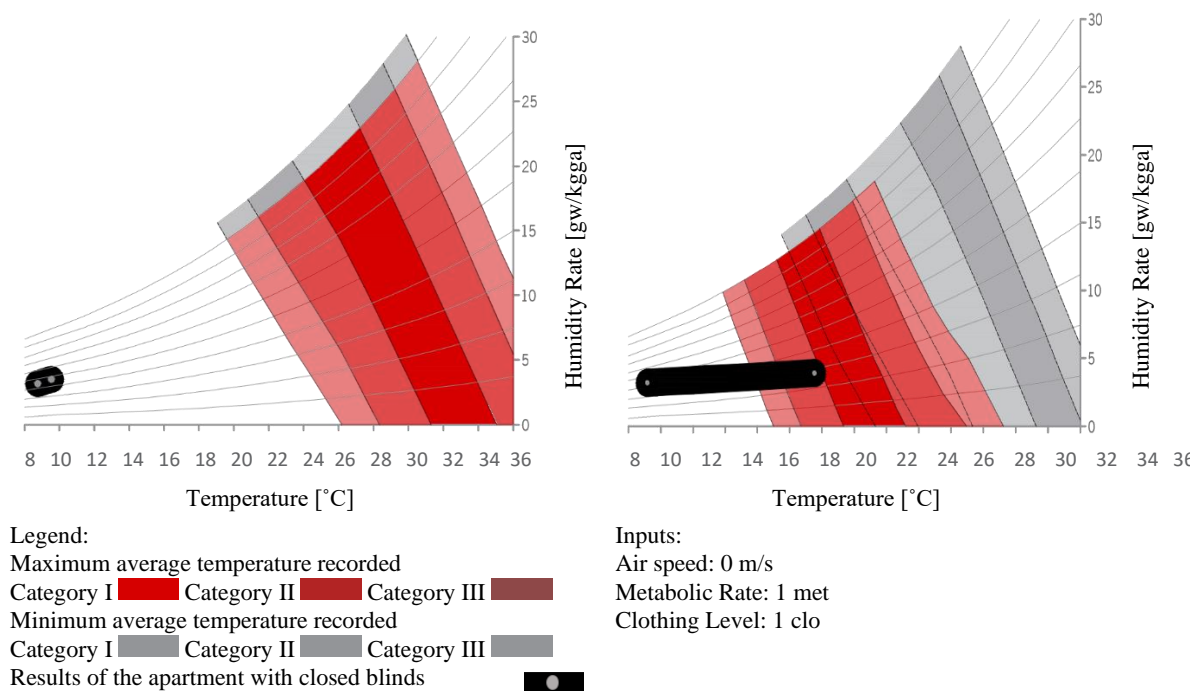 30
25
20
15
10
5
0
Humidity Rate [gw/kgga]
8 10 12 14 16 18 20 22 24 26 28 30 32 34 36
Temperature [˚C]
30
25
20
15
10
5
0
Humidity Rate [gw/kgga]
8 10 12 14 16 18 20 22 24 26 28 30 32 34 36
Temperature [˚C]
Legend:
Maximum average temperature recorded
Category I Category II Category III
Minimum average temperature recorded
Category I Category II Category III
Results of the apartment with closed blinds
Inputs:
Air speed: 0 m/s
Metabolic Rate: 1 met
Clothing Level: 1 clo